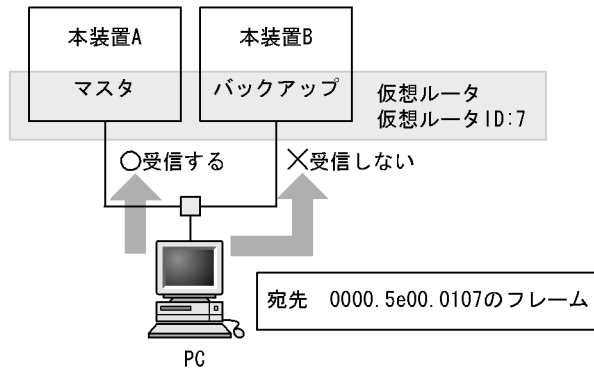 本装置A
本装置B
マスタ
バックアップ
仮想ルータ
仮想ルータID:7
○受信する
×受信しない
宛先　0000.5e00.0107のフレーム
PC